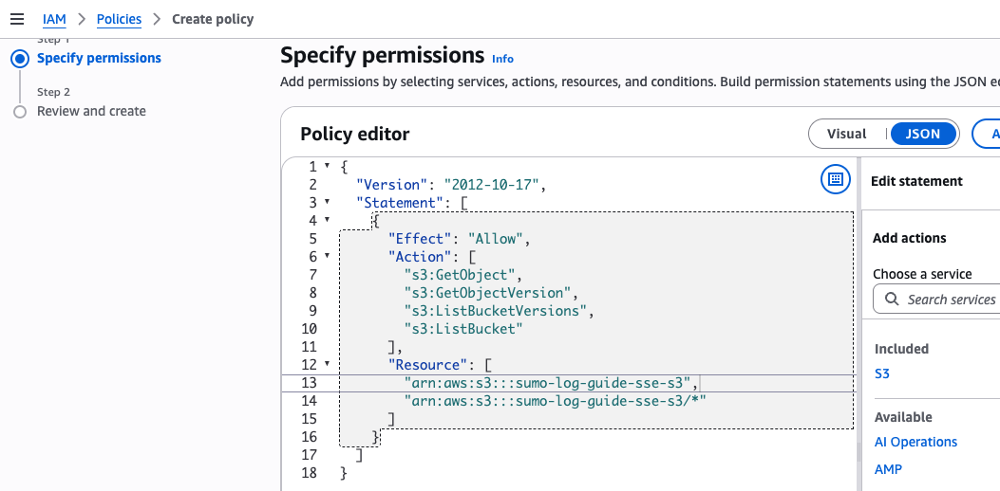 IAM > Policies > Create policy
Step 1
Specify permissions
Step 2
Review and create
Specify permissions Info
Add permissions by selecting services, actions, resources, and conditions. Build permission statements using the JSON
Policy editor
Visual | JSON
1 {
2 "Version": "2012-10-17",
3 "Statement": [
4 {
5 "Effect": "Allow",
6 "Action": [
7 "s3:GetObject",
8 "s3:GetObjectVersion",
9 "s3:ListBucketVersions",
10 "s3:ListBucket"
11 ],
12 "Resource": [
13 "arn:aws:s3:::sumo-log-guide-sse-s3",
14 "arn:aws:s3:::sumo-log-guide-sse-s3/*"
15 ]
16 }
17 ]
18 }
Edit statement
Add actions
Choose a service
Search services
Included
S3
Available
AI Operations
AMP